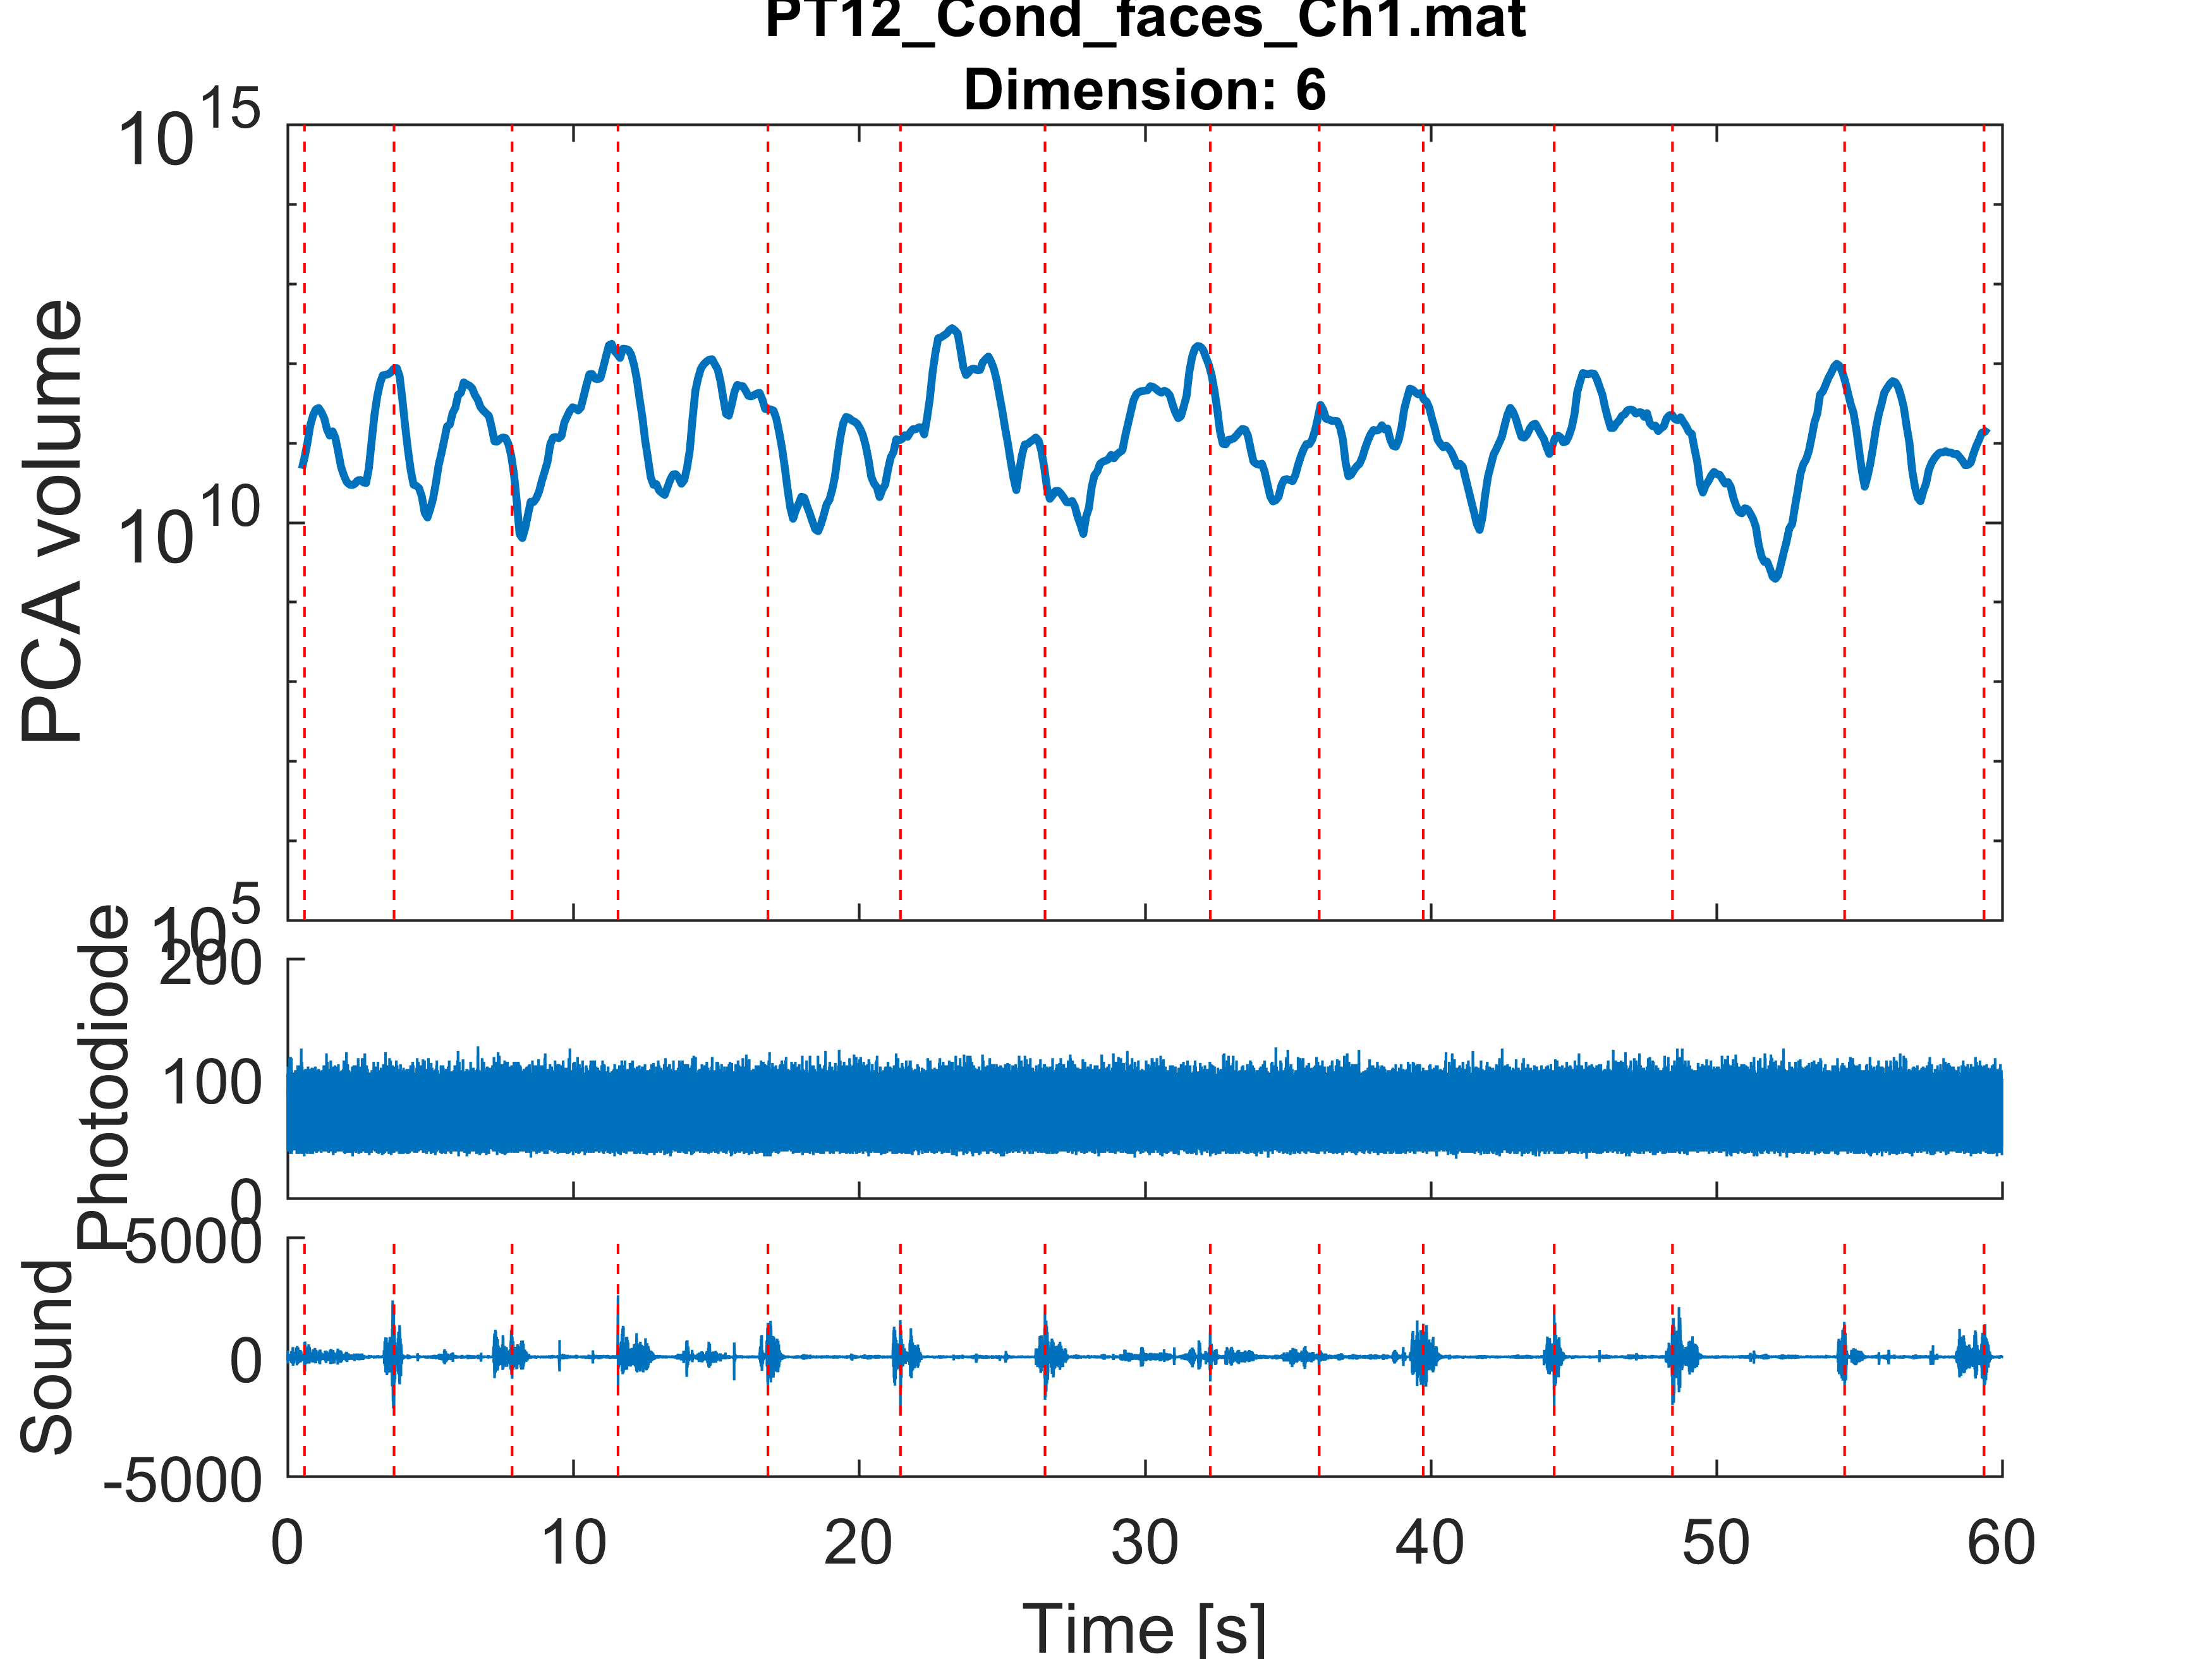 PT12_Cond_faces_Ch1.mat
Dimension: 6
PCA volume
10^15
10^10
10^5
Photodiode
200
100
0
Sound
5000
0
-5000
0 10 20 30 40 50 60
Time [s]